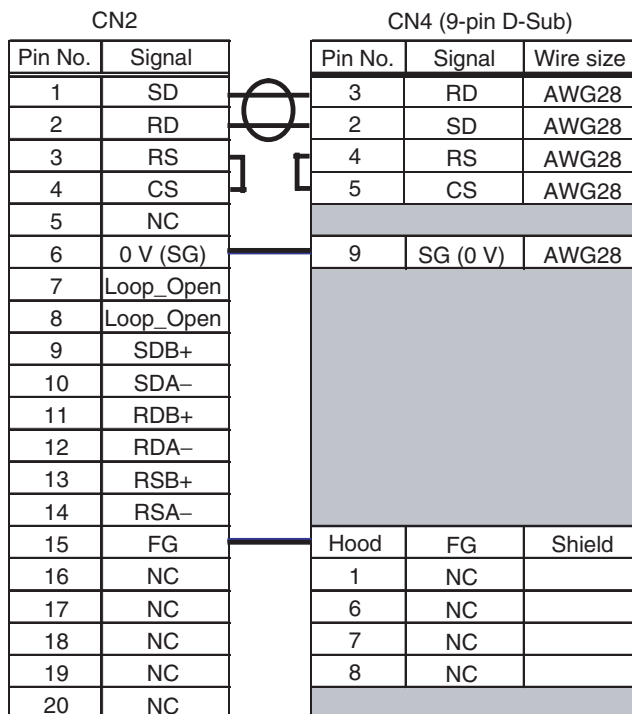 CN2 CN4 (9-pin D-Sub)
Pin No. Signal Pin No. Signal Wire size
1 SD 3 RD AWG28
2 RD 2 SD AWG28
3 RS 4 RS AWG28
4 CS 5 CS AWG28
5 NC
6 0 V (SG) 9 SG (0 V) AWG28
7 Loop_Open
8 Loop_Open
9 SDB+
10 SDA−
11 RDB+
12 RDA−
13 RSB+
14 RSA−
15 FG Hood FG Shield
16 NC 1 NC
17 NC 6 NC
18 NC 7 NC
19 NC 8 NC
20 NC